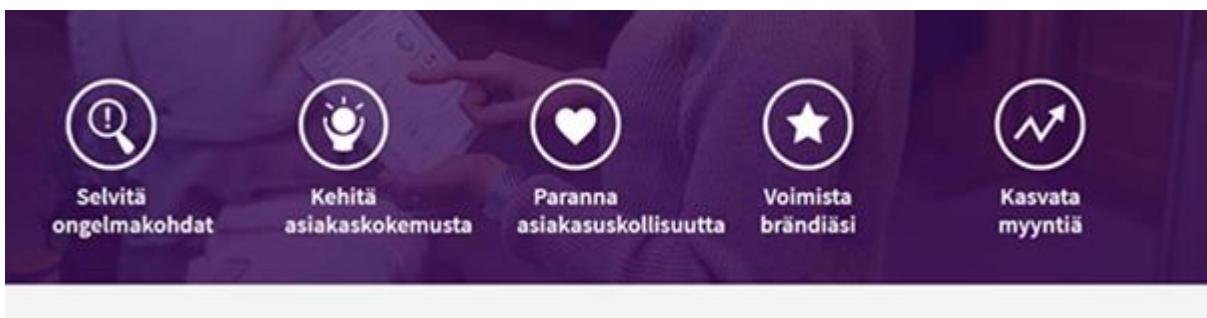 Selvitä
ongelmakohdat
Kehitä
asiakaskokemusta
Paranna
asiakasuskollisuutta
Voimista
brändiäsi
Kasvata
myyntiä